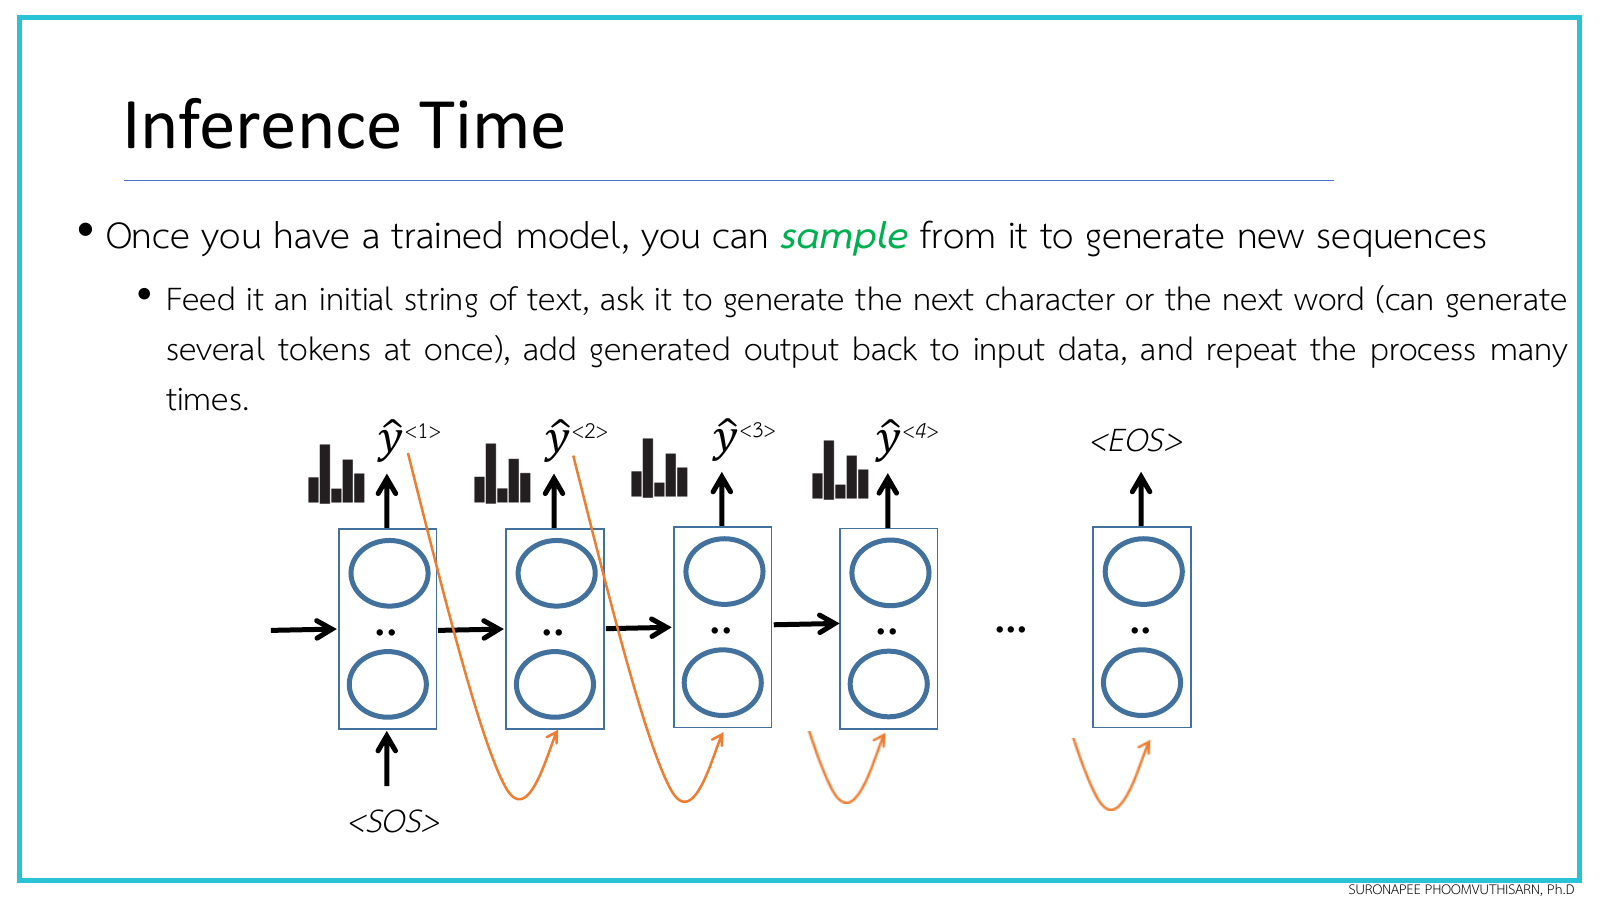 Inference Time
• Once you have a trained model, you can sample from it to generate new sequences
• Feed it an initial string of text, ask it to generate the next character or the next word (can generate
several tokens at once), add generated output back to input data, and repeat the process many
times.
ŷ<1> ŷ<2> ŷ<3> ŷ<4> <EOS>
.. .. .. .. ... ..
<SOS>
SURONAPEE PHOOMVUTHISARN, Ph.D